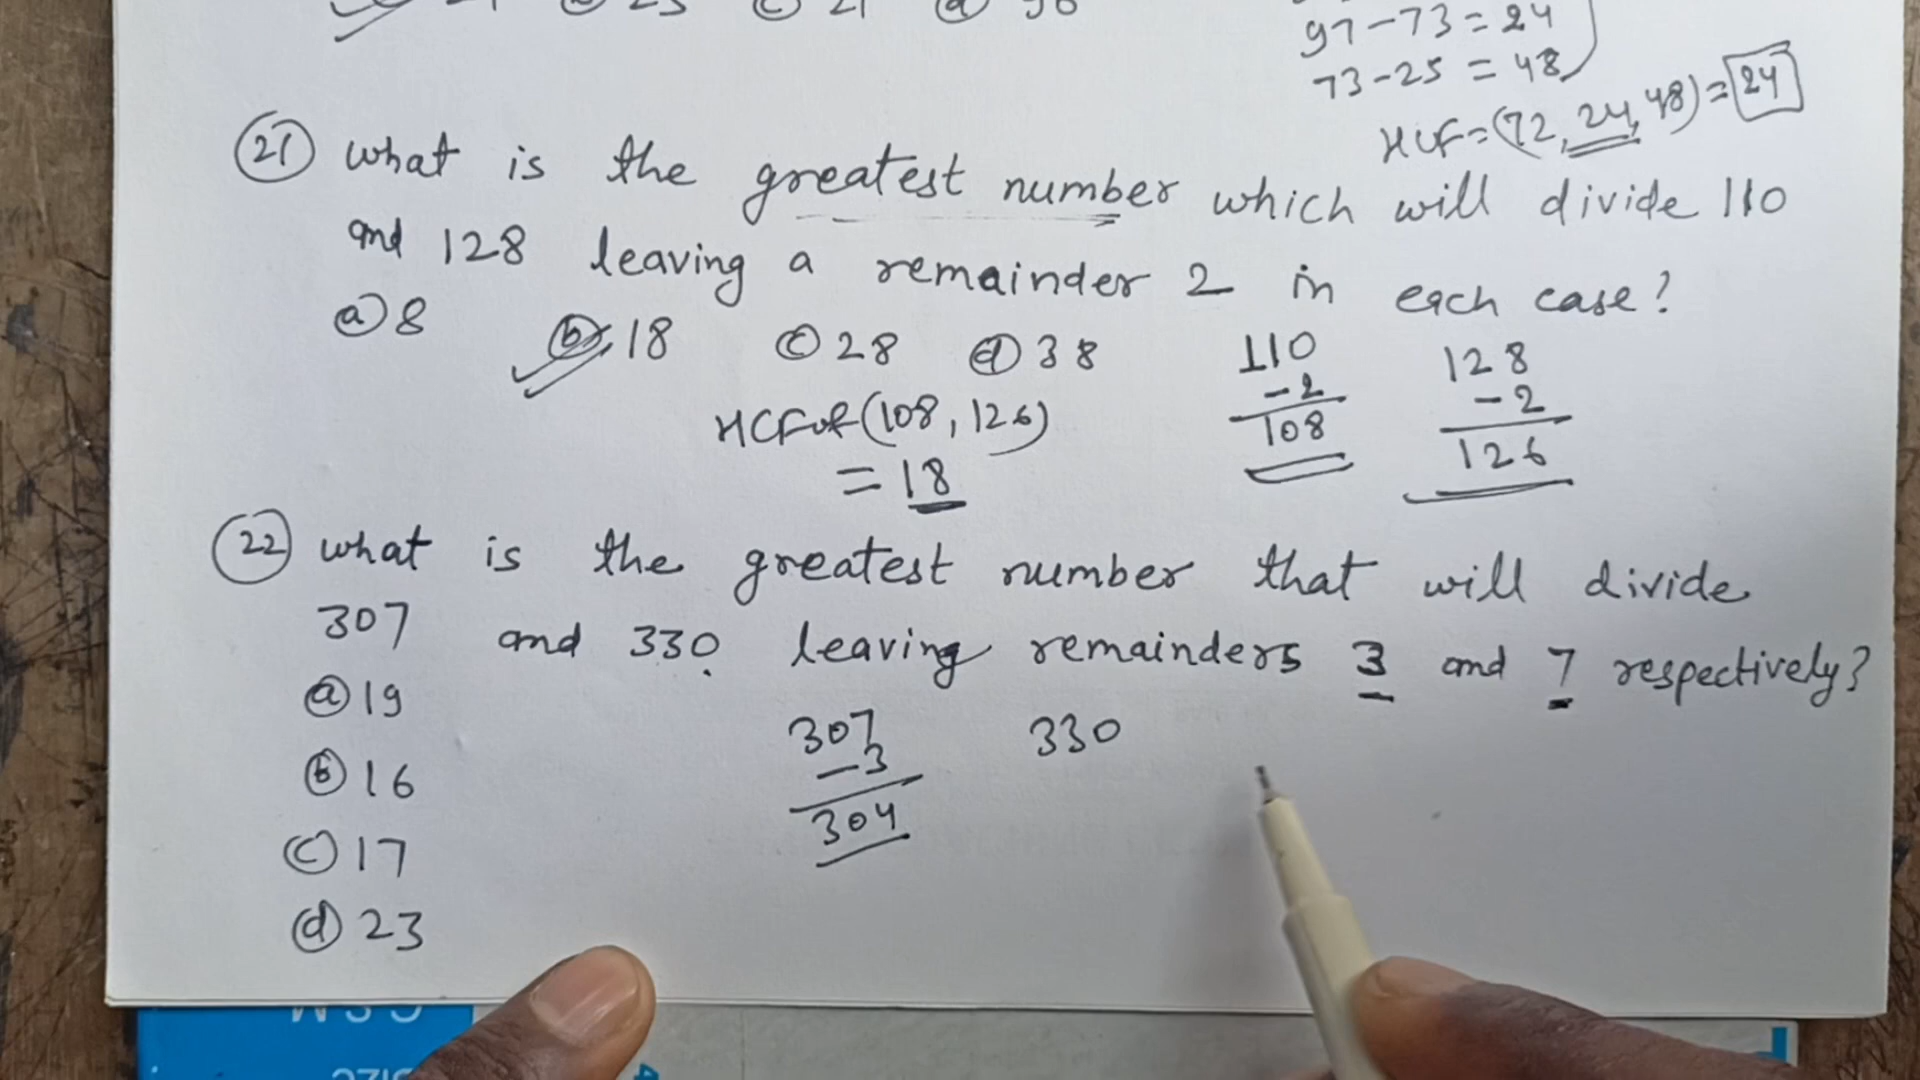 97-73=24
73-25=48
HCF=(72,24,48)=24
21 what is the greatest number which will divide 110
and 128 leaving a remainder 2 in each case?
a 8 b 18 c 28 d 38
110
-2
108
128
-2
126
HCF of (108, 126)
= 18
22 what is the greatest number that will divide
307 and 330 leaving remainders 3 and 7 respectively?
a 19
b 16
c 17
d 23
307
-3
304
330